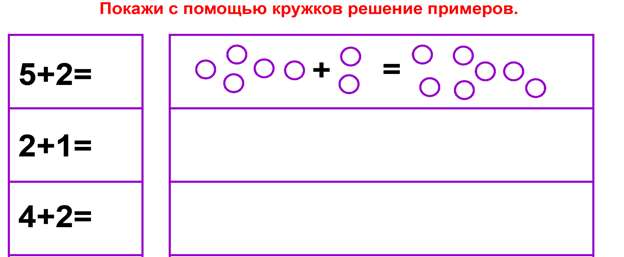 Покажи с помощью кружков решение примеров.
5+2=
+ =
2+1=
4+2=